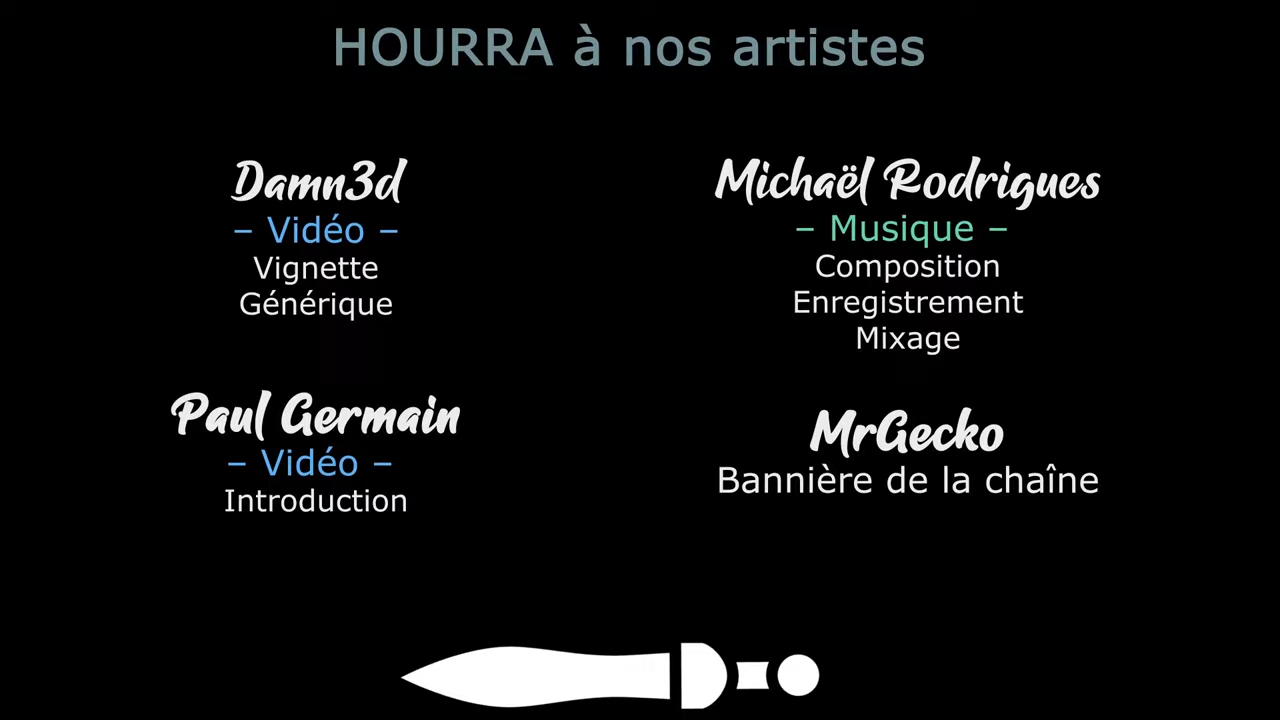 HOURRA à nos artistes
Damn3d
– Vidéo –
Vignette
Générique
Michaël Rodrigues
– Musique –
Composition
Enregistrement
Mixage
Paul Germain
– Vidéo –
Introduction
MrGecko
Bannière de la chaîne